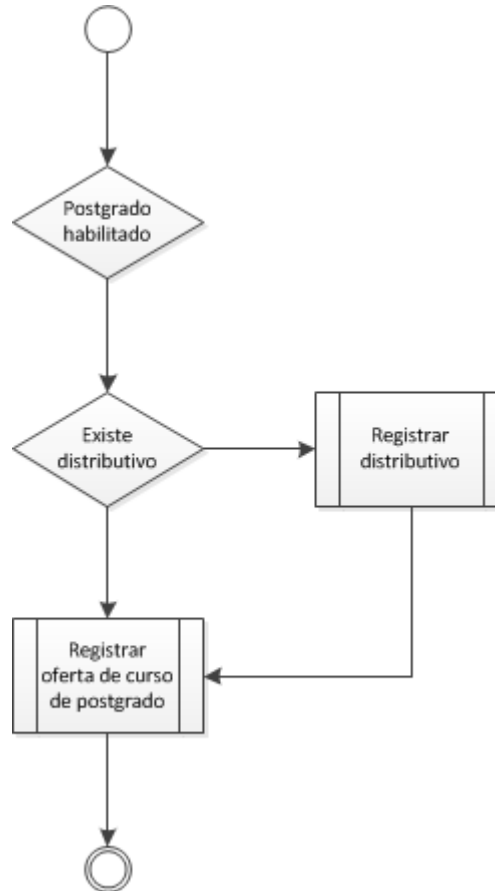 Postgrado
habilitado
Existe
distributivo
Registrar
distributivo
Registrar
oferta de curso
de postgrado